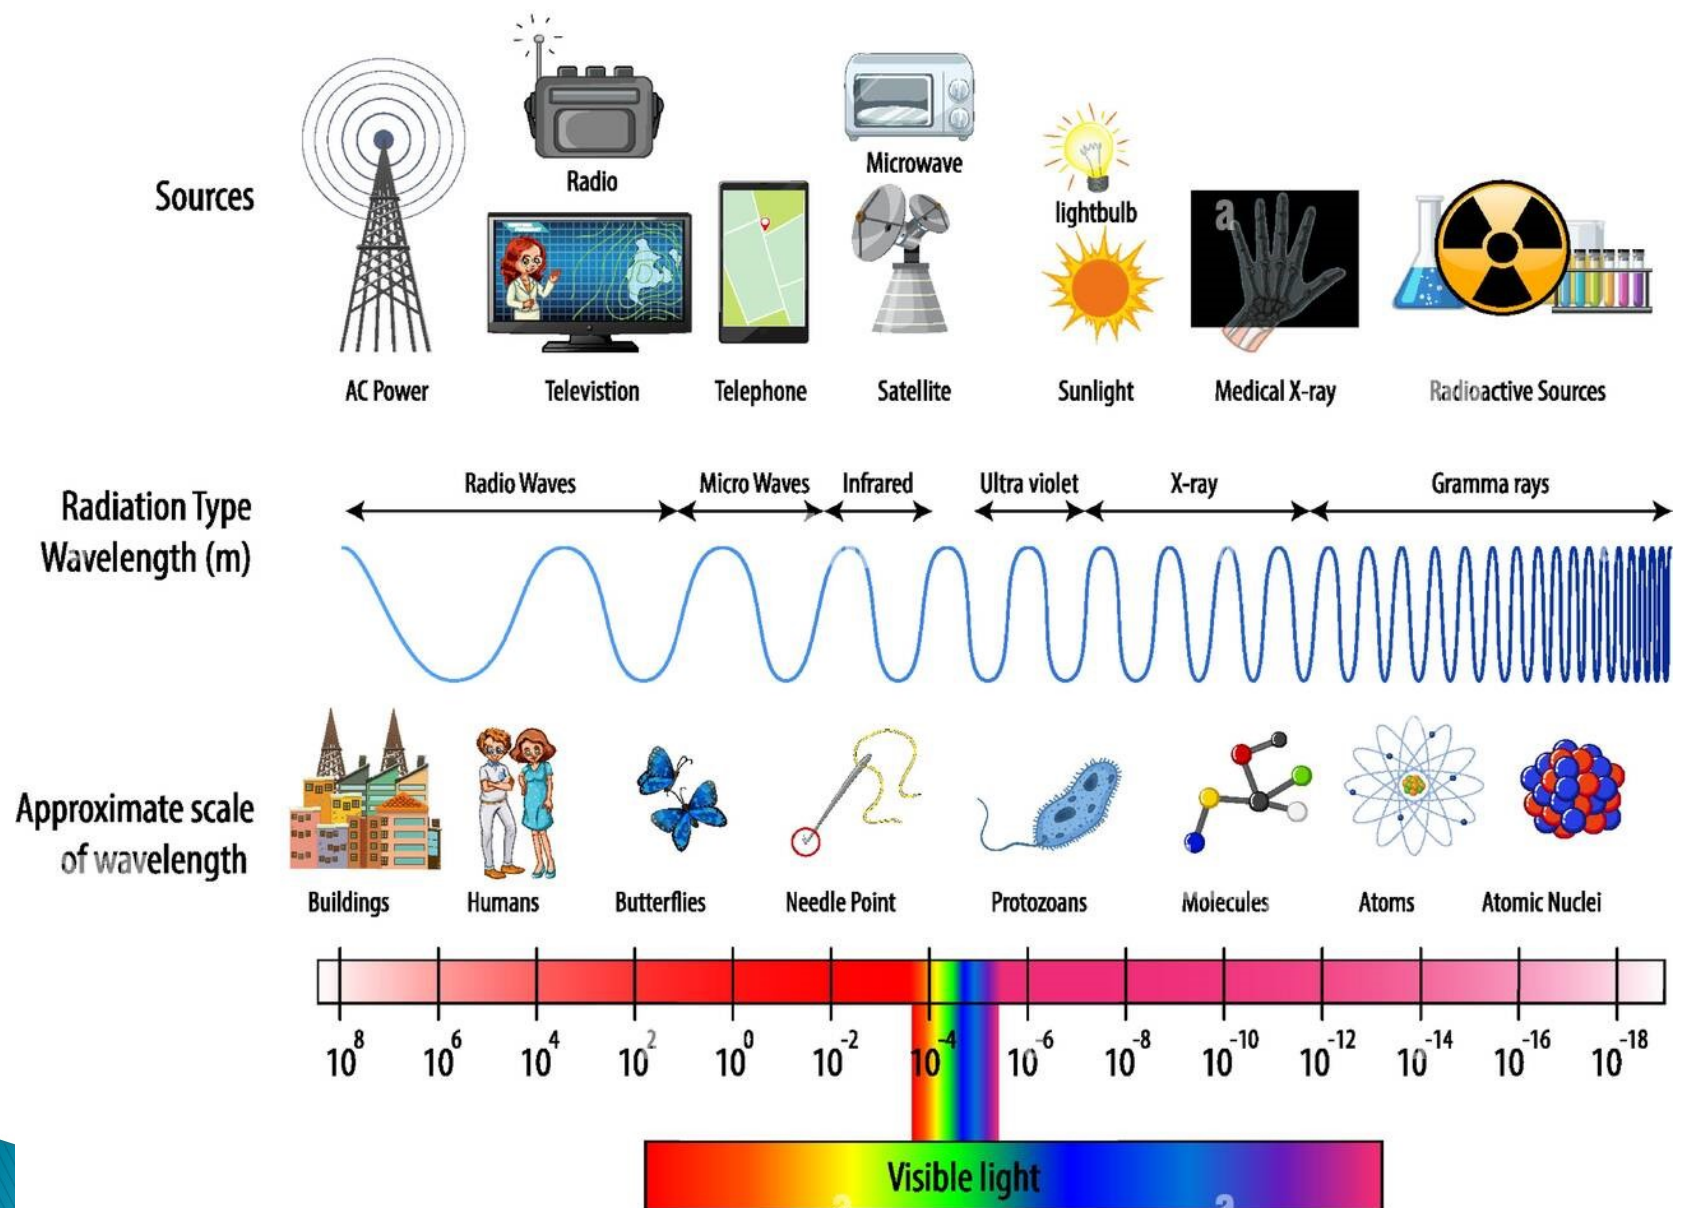 Radio
Microwave
lightbulb
Sources
AC Power
Televistion
Telephone
Satellite
Sunlight
Medical X-ray
Radioactive Sources
Radio Waves
Micro Waves
Infrared
Ultra violet
X-ray
Gramma rays
Radiation Type
Wavelength (m)
Approximate scale
of wavelength
Buildings
Humans
Butterflies
Needle Point
Protozoans
Molecules
Atoms
Atomic Nuclei
10^8 10^6 10^4 10^2 10^0 10^-2 10^-4 10^-6 10^-8 10^-10 10^-12 10^-14 10^-16 10^-18
Visible light
a
a
a